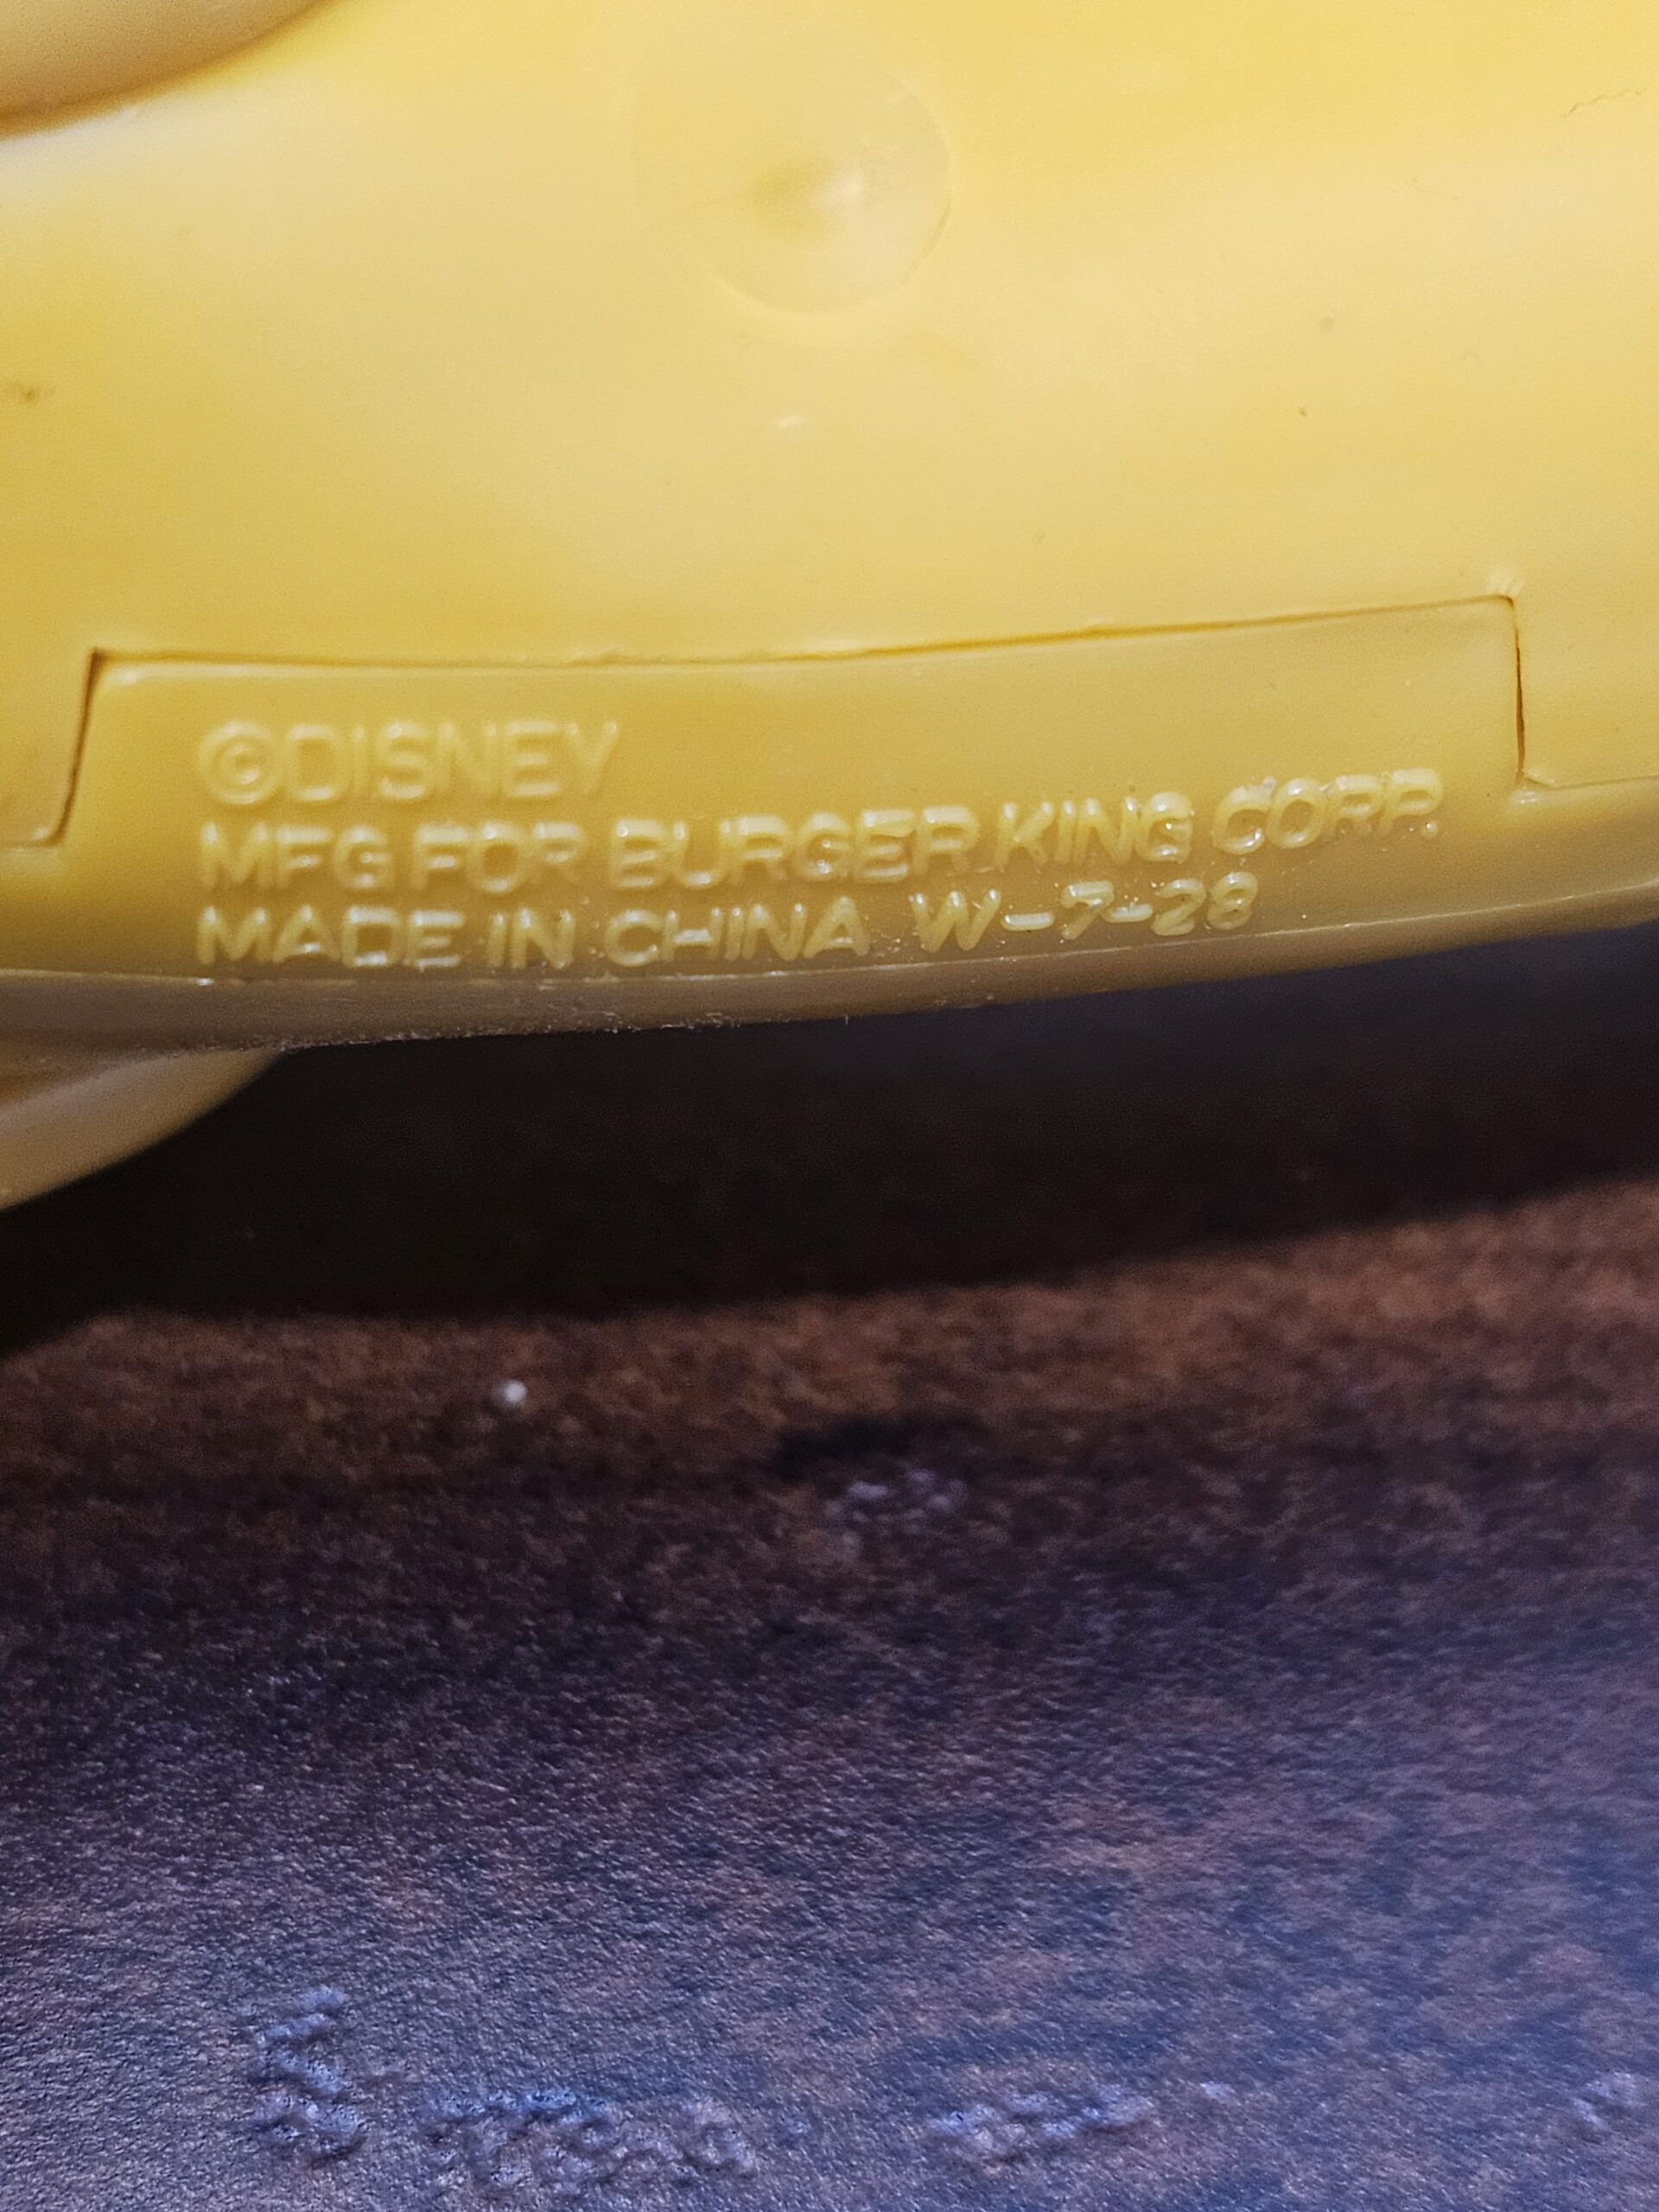 ©DISNEY
MFG FOR BURGER KING CORP.
MADE IN CHINA W-7-28